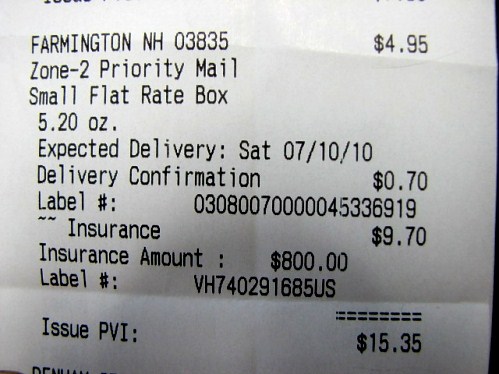 FARMINGTON NH 03835 $4.95
Zone-2 Priority Mail
Small Flat Rate Box
5.20 oz.
Expected Delivery: Sat 07/10/10
Delivery Confirmation $0.70
Label #: 03080070000045336919
~~ Insurance $9.70
Insurance Amount : $800.00
Label #: VH740291685US
========
Issue PVI: $15.35